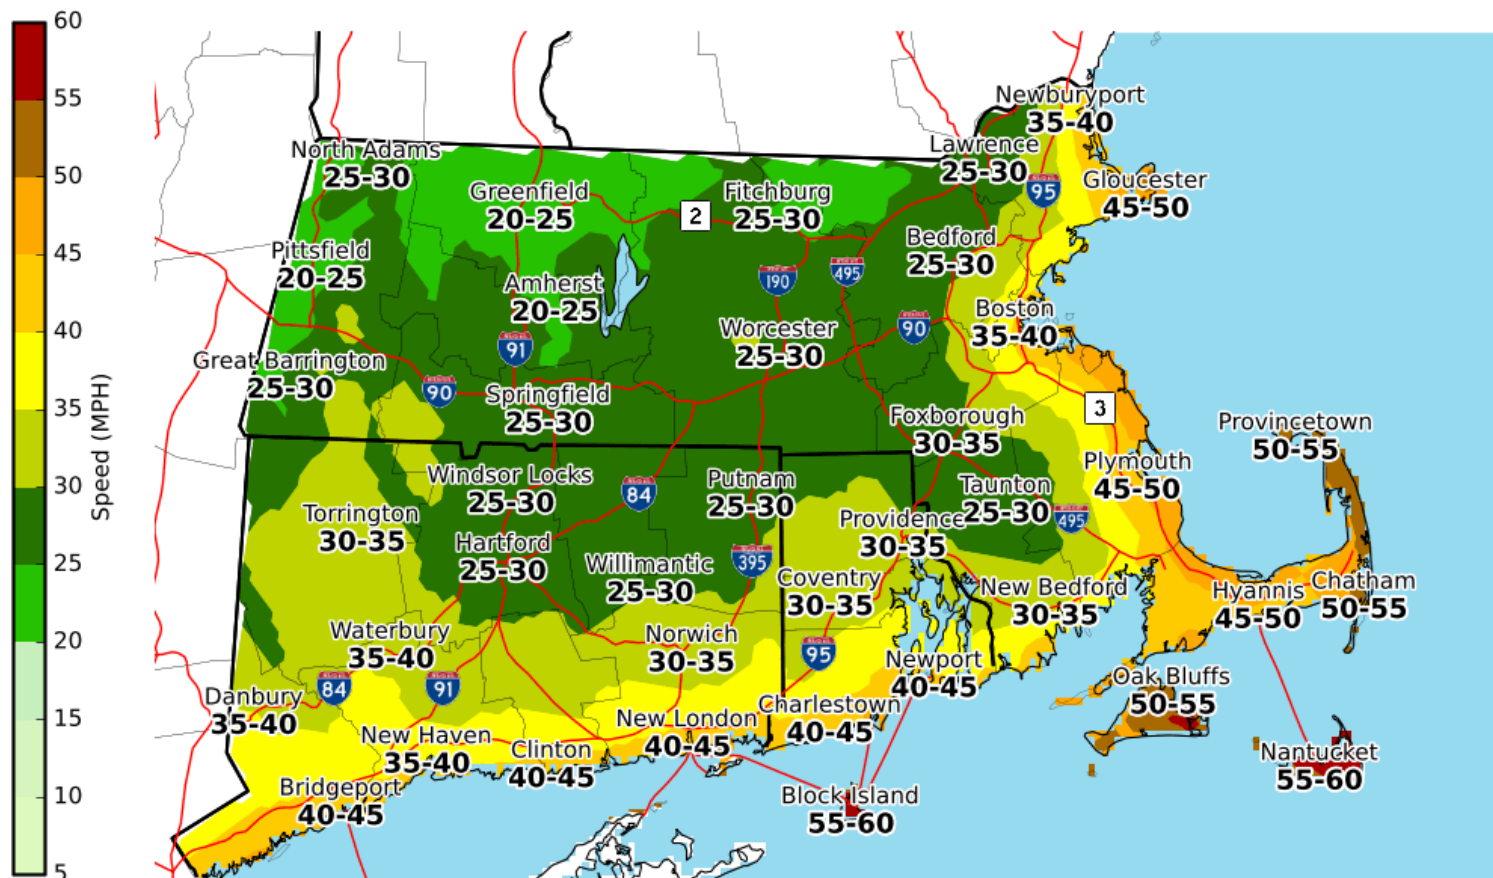 60
55
50
45
40
35
30
25
20
15
10
5
Speed (MPH)
Newburyport
35-40
North Adams
25-30
Lawrence
25-30
95
Gloucester
45-50
Greenfield
20-25
2
Fitchburg
25-30
Pittsfield
20-25
Bedford
25-30
Amherst
20-25
190
495
Boston
35-40
Worcester
25-30
90
91
Great Barrington
25-30
90
Springfield
25-30
3
Foxborough
30-35
Provincetown
50-55
Windsor Locks
25-30
84
Putnam
25-30
Plymouth
45-50
Taunton
25-30
495
Torrington
30-35
Providence
30-35
Hartford
25-30
Willimantic
25-30
395
Coventry
30-35
New Bedford
30-35
Hyannis
45-50
Chatham
50-55
Waterbury
35-40
Norwich
30-35
95
Newport
40-45
Oak Bluffs
50-55
Danbury
35-40
84
91
Charlestown
40-45
New London
40-45
New Haven
35-40
Clinton
40-45
Nantucket
55-60
Bridgeport
40-45
Block Island
55-60